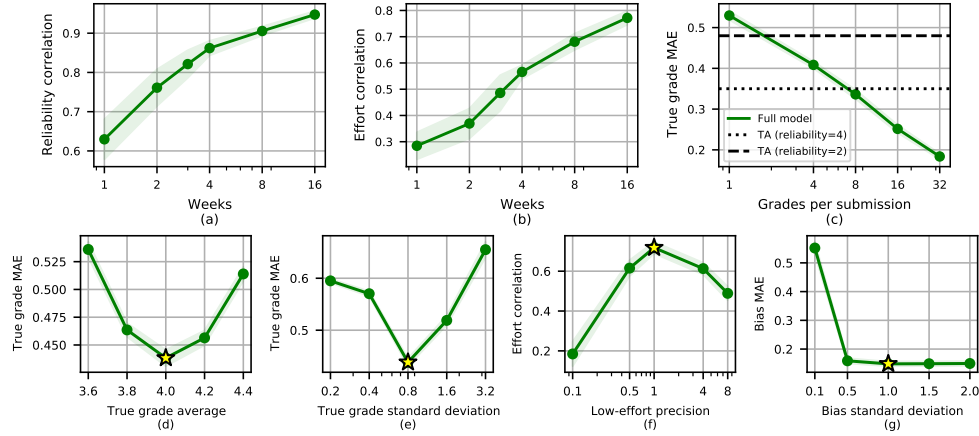 Reliability correlation
0.9
0.8
0.7
0.6
1 2 4 8 16
Weeks
(a)
Effort correlation
0.8
0.7
0.6
0.5
0.4
0.3
1 2 4 8 16
Weeks
(b)
True grade MAE
0.5
0.4
0.3
0.2
Full model
TA (reliability=4)
TA (reliability=2)
1 4 8 16 32
Grades per submission
(c)
True grade MAE
0.525
0.500
0.475
0.450
3.6 3.8 4.0 4.2 4.4
True grade average
(d)
True grade MAE
0.6
0.5
0.2 0.4 0.8 1.6 3.2
True grade standard deviation
(e)
Effort correlation
0.6
0.4
0.2
0.1 0.5 1 4 8
Low-effort precision
(f)
Bias MAE
0.5
0.4
0.3
0.2
0.1 0.5 1.0 1.5 2.0
Bias standard deviation
(g)